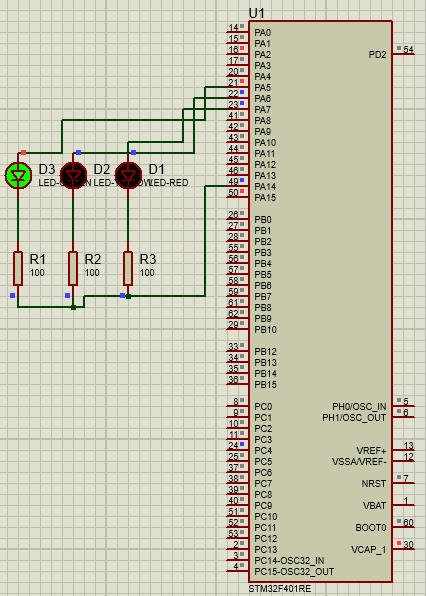 U1
14 PA0
15 PA1
16 PA2 PD2 54
17 PA3
20 PA4
21 PA5
22 PA6
23 PA7
41 PA8
42 PA9
43 PA10
44 PA11
45 PA12
46 PA13
49 PA14
50 PA15
D3 D2 D1
LED-RED
26 PB0
27 PB1
28 PB2
55 PB3
56 PB4
57 PB5
58 PB6
59 PB7
61 PB8
62 PB9
29 PB10
R1 R2 R3
100 100 100
33 PB12
34 PB13
35 PB14
36 PB15
8 PC0 PH0/OSC_IN 5
9 PC1 PH1/OSC_OUT 6
10 PC2
11 PC3
24 PC4 VREF+ 13
25 PC5 VSSA/VREF- 12
37 PC6
38 PC7 NRST 7
39 PC8
40 PC9 VBAT 1
51 PC10
52 PC11 BOOT0 60
53 PC12
2 PC13 VCAP_1 30
3 PC14-OSC32_IN
4 PC15-OSC32_OUT
STM32F401RE